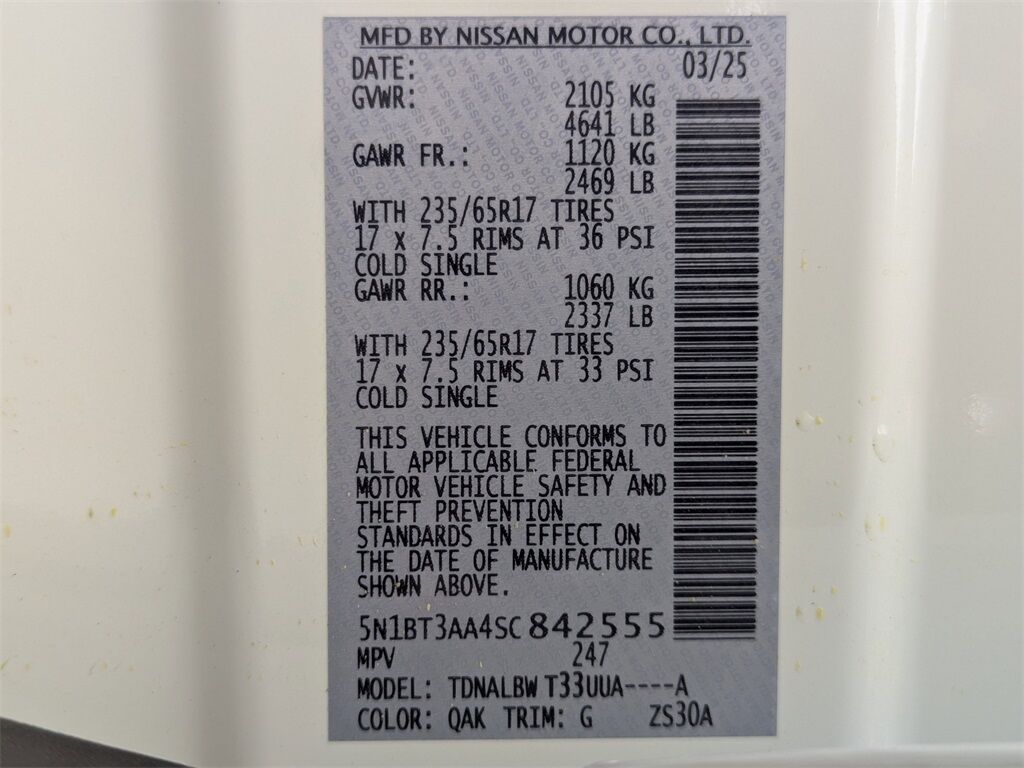 MFD BY NISSAN MOTOR CO., LTD.
DATE: 03/25
GVWR: 2105 KG
4641 LB
GAWR FR.: 1120 KG
2469 LB
WITH 235/65R17 TIRES
17 x 7.5 RIMS AT 36 PSI
COLD SINGLE
GAWR RR.: 1060 KG
2337 LB
WITH 235/65R17 TIRES
17 x 7.5 RIMS AT 33 PSI
COLD SINGLE
THIS VEHICLE CONFORMS TO
ALL APPLICABLE FEDERAL
MOTOR VEHICLE SAFETY AND
THEFT PREVENTION
STANDARDS IN EFFECT ON
THE DATE OF MANUFACTURE
SHOWN ABOVE.
5N1BT3AA4SC842555
MPV 247
MODEL: TDNALBW T33UUA----A
COLOR: QAK TRIM: G ZS30A